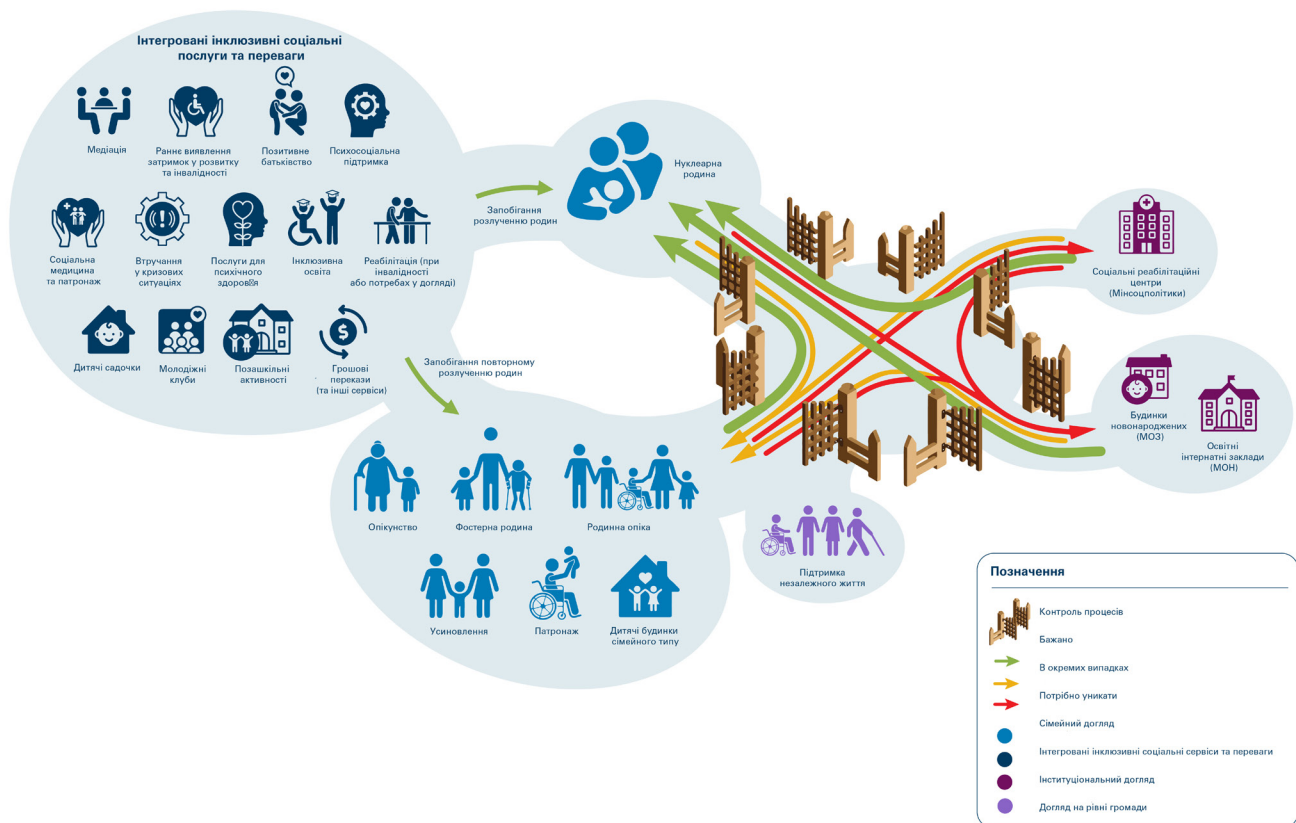 Інтегровані інклюзивні соціальні
послуги та переваги
Медіація
Раннє виявлення
затримок у розвитку
та інвалідності
Позитивне
батьківство
Психосоціальна
підтримка
Соціальна
медицина
та патронаж
Втручання
у кризових
ситуаціях
Послуги для
психічного
здоров'я
Інклюзивна
освіта
Реабілітація (при
інвалідності
або потребах у догляді)
Дитячі садочки
Молодіжні
клуби
Позашкільні
активності
Грошові
перекази
(та інші сервіси)
Запобігання
розлученню родин
Запобігання повторному
розлученню родин
Нуклеарна
родина
Соціальні реабілітаційні
центри
(Мінсоцполітики)
Будинки
новонароджених
(МОЗ)
Освітні
інтернатні заклади
(МОН)
Опікунство
Фостерна родина
Родинна опіка
Усиновлення
Патронаж
Дитячі будинки
сімейного типу
Підтримка
незалежного життя
Позначення
Контроль процесів
Бажано
В окремих випадках
Потрібно уникати
Сімейний догляд
Інтегровані інклюзивні соціальні сервіси та переваги
Інституціональний догляд
Догляд на рівні громади